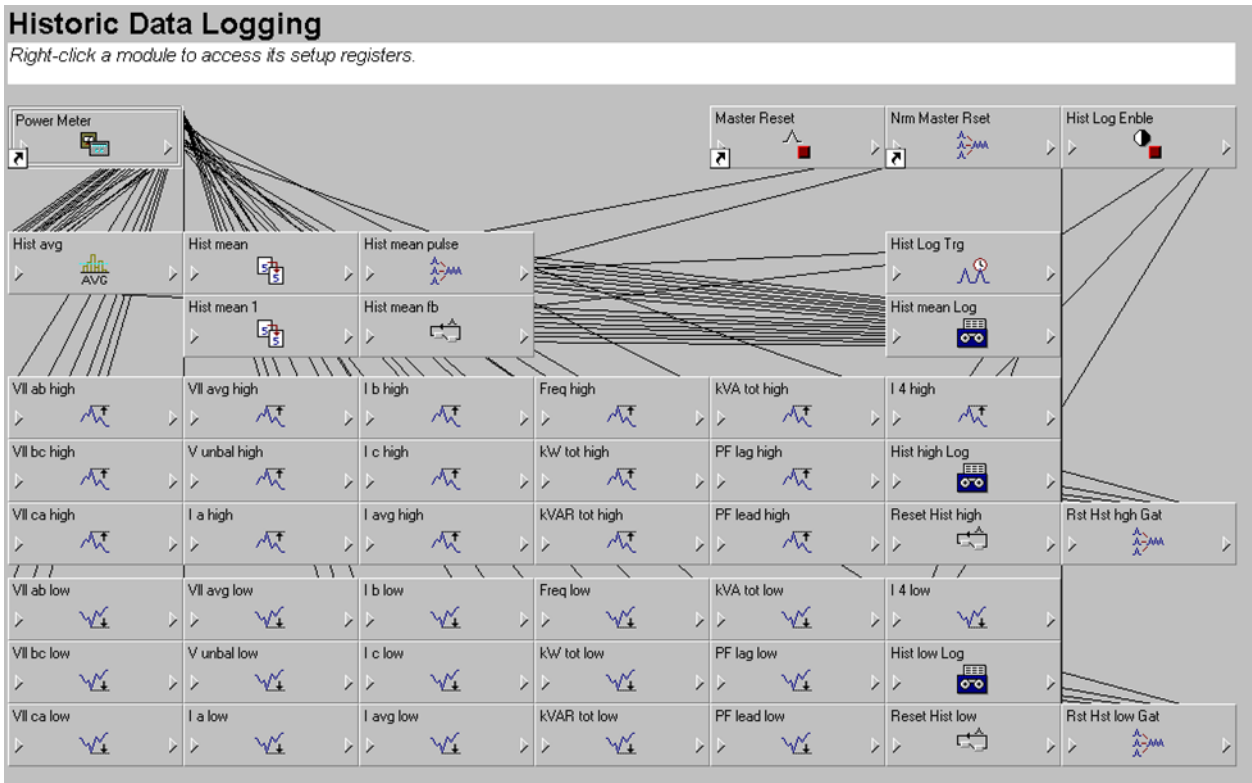 Historic Data Logging
Right-click a module to access its setup registers.
Power Meter
Master Reset
Nrm Master Rset
Hist Log Enble
Hist avg
AVG
Hist mean
Hist mean pulse
Hist Log Trg
Hist mean 1
Hist mean fb
Hist mean Log
Vll ab high
Vll avg high
I b high
Freq high
kVA tot high
I 4 high
Vll bc high
V unbal high
I c high
kW tot high
PF lag high
Hist high Log
Vll ca high
I a high
I avg high
kVAR tot high
PF lead high
Reset Hist high
Rst Hst hgh Gat
Vll ab low
Vll avg low
I b low
Freq low
kVA tot low
I 4 low
Vll bc low
V unbal low
I c low
kW tot low
PF lag low
Hist low Log
Vll ca low
I a low
I avg low
kVAR tot low
PF lead low
Reset Hist low
Rst Hst low Gat